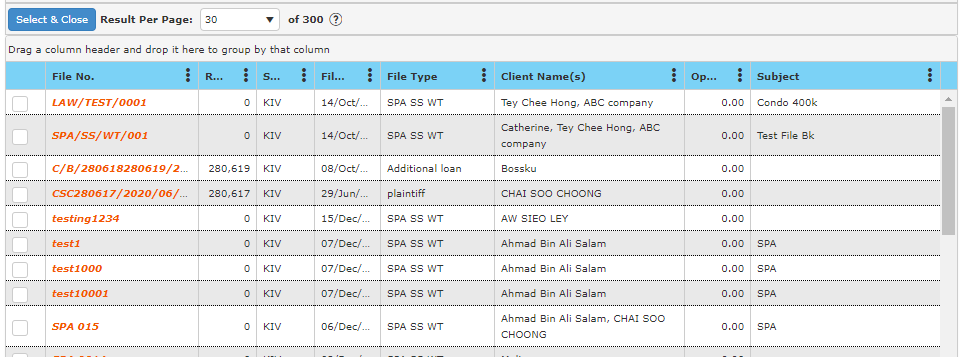 Select & Close Result Per Page: 30 of 300 ?
Drag a column header and drop it here to group by that column
File No. R... S... Fil... File Type Client Name(s) Op... Subject
LAW/TEST/0001 0 KIV 14/Oct/... SPA SS WT Tey Chee Hong, ABC company 0.00 Condo 400k
SPA/SS/WT/001 0 KIV 14/Oct/... SPA SS WT Catherine, Tey Chee Hong, ABC company 0.00 Test File Bk
C/B/280618280619/2... 280,619 KIV 08/Oct/... Additional loan Bossku 0.00
CSC280617/2020/06/... 280,617 KIV 29/Jun/... plaintiff CHAI SOO CHOONG 0.00
testing1234 0 KIV 15/Dec/... SPA SS WT AW SIEO LEY 0.00
test1 0 KIV 07/Dec/... SPA SS WT Ahmad Bin Ali Salam 0.00 SPA
test1000 0 KIV 07/Dec/... SPA SS WT Ahmad Bin Ali Salam 0.00 SPA
test10001 0 KIV 07/Dec/... SPA SS WT Ahmad Bin Ali Salam 0.00 SPA
SPA 015 0 KIV 06/Dec/... SPA SS WT Ahmad Bin Ali Salam, CHAI SOO CHOONG 0.00 SPA